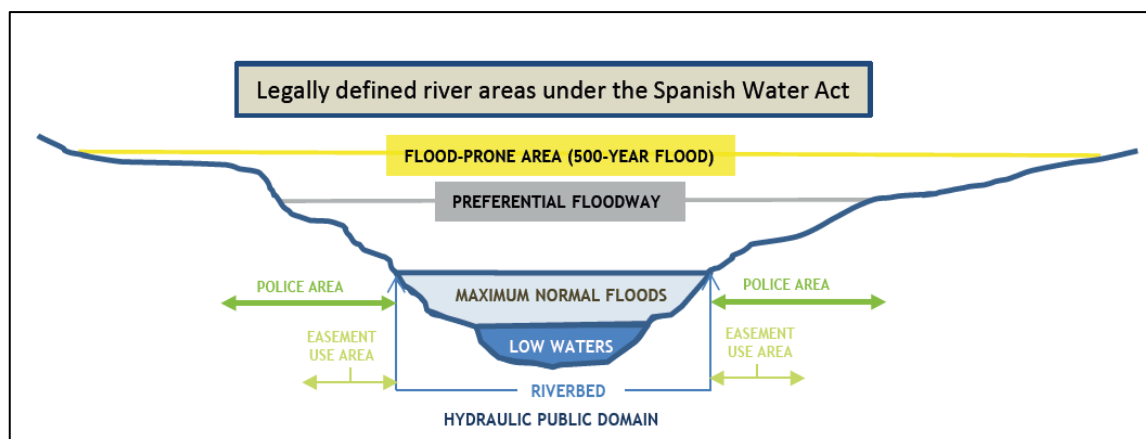 Legally defined river areas under the Spanish Water Act
FLOOD-PRONE AREA (500-YEAR FLOOD)
PREFERENTIAL FLOODWAY
POLICE AREA
MAXIMUM NORMAL FLOODS
POLICE AREA
EASEMENT
USE AREA
LOW WATERS
EASEMENT
USE AREA
RIVERBED
HYDRAULIC PUBLIC DOMAIN